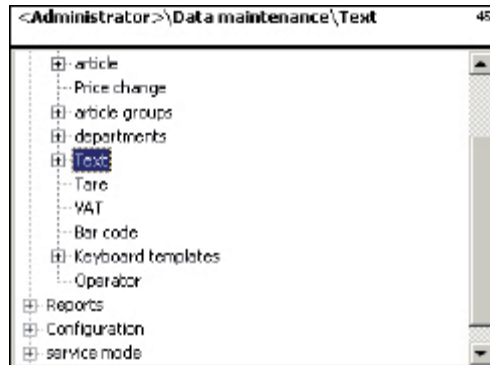 <Administrator>\Data maintenance\Text 45
article
Price change
article groups
departments
Text
Tare
VAT
Bar code
Keyboard templates
Operator
Reports
Configuration
service mode